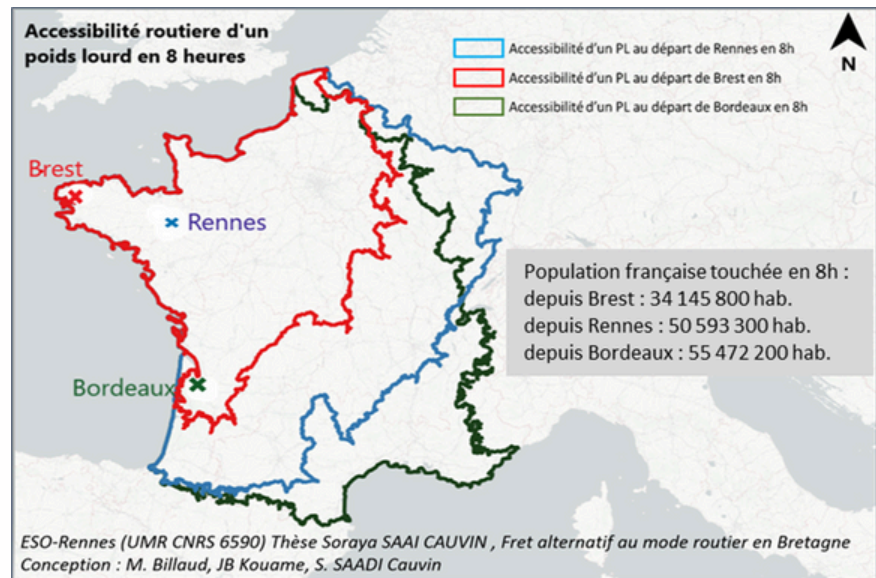 Accessibilité routiere d'un
poids lourd en 8 heures
Accessibilité d'un PL au départ de Rennes en 8h
Accessibilité d'un PL au départ de Brest en 8h
Accessibilité d'un PL au départ de Bordeaux en 8h
N
Brest
Rennes
Population française touchée en 8h :
depuis Brest : 34 145 800 hab.
depuis Rennes : 50 593 300 hab.
depuis Bordeaux : 55 472 200 hab.
Bordeaux
ESO-Rennes (UMR CNRS 6590) Thèse Soraya SAAI CAUVIN , Fret alternatif au mode routier en Bretagne
Conception : M. Billaud, JB Kouame, S. SAADI Cauvin